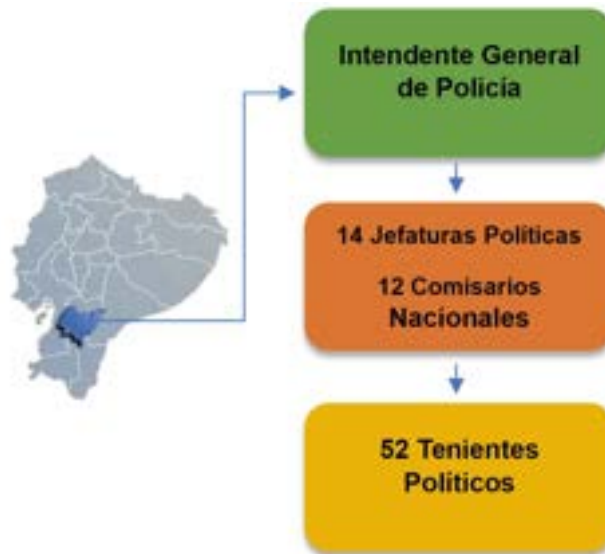 Intendente General
de Policía
14 Jefaturas Políticas
12 Comisarios
Nacionales
52 Tenientes
Políticos